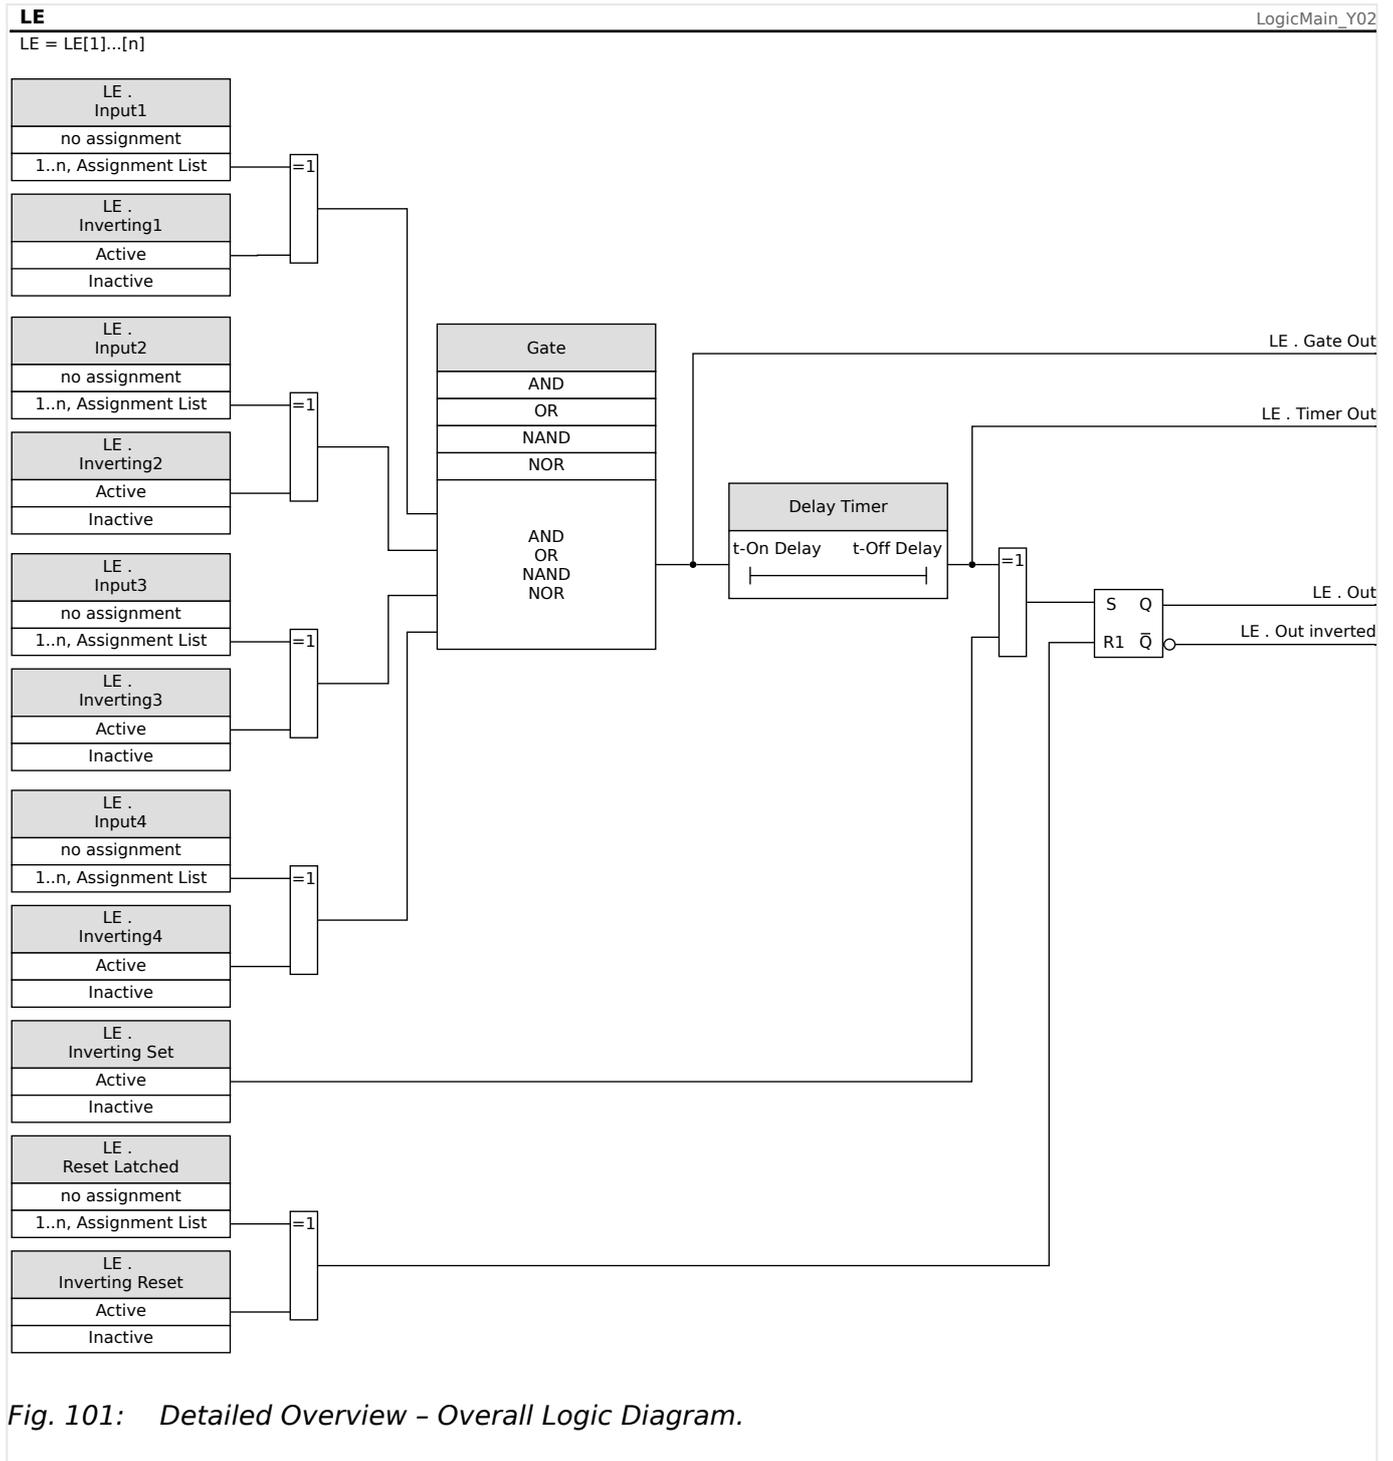 LE
LogicMain_Y02
LE = LE[1]...[n]
LE .
Input1
no assignment
1..n, Assignment List
=1
LE .
Inverting1
Active
Inactive
LE .
Input2
no assignment
1..n, Assignment List
=1
LE .
Inverting2
Active
Inactive
LE .
Input3
no assignment
1..n, Assignment List
=1
LE .
Inverting3
Active
Inactive
LE .
Input4
no assignment
1..n, Assignment List
=1
LE .
Inverting4
Active
Inactive
LE .
Inverting Set
Active
Inactive
LE .
Reset Latched
no assignment
1..n, Assignment List
=1
LE .
Inverting Reset
Active
Inactive
Gate
AND
OR
NAND
NOR
AND
OR
NAND
NOR
Delay Timer
t-On Delay t-Off Delay
=1
S Q
R1 Q̅
LE . Gate Out
LE . Timer Out
LE . Out
LE . Out inverted
Fig. 101: Detailed Overview – Overall Logic Diagram.